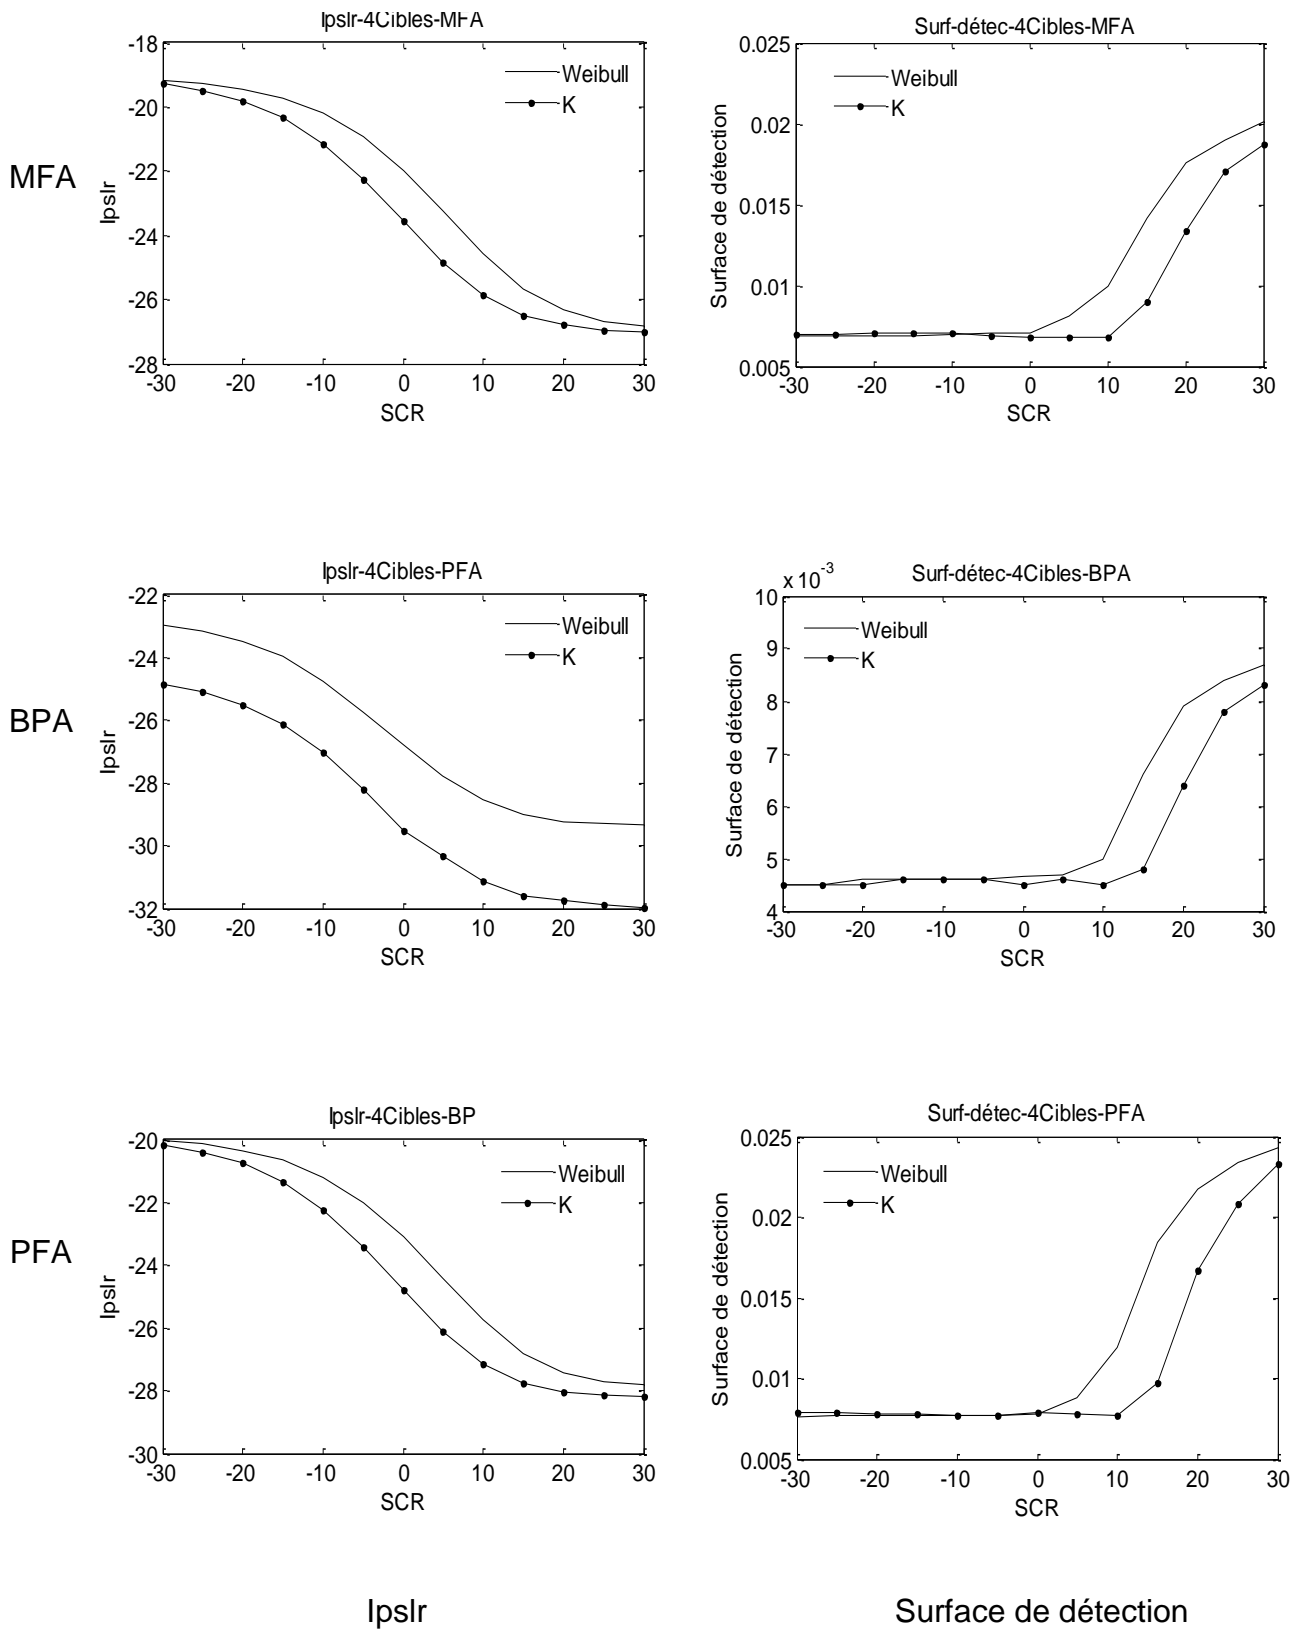 Ipslr-4Cibles-MFA
-18
-20
-22
-24
-26
-28
Ipslr
Weibull
K
-30 -20 -10 0 10 20 30
SCR
MFA
Surf-détec-4Cibles-MFA
0.025
0.02
0.015
0.01
0.005
Surface de détection
Weibull
K
-30 -20 -10 0 10 20 30
SCR
Ipslr-4Cibles-PFA
-22
-24
-26
-28
-30
-32
Ipslr
Weibull
K
-30 -20 -10 0 10 20 30
SCR
BPA
Surf-détec-4Cibles-BPA
x 10-3
10
9
8
7
6
5
4
Surface de détection
Weibull
K
-30 -20 -10 0 10 20 30
SCR
Ipslr-4Cibles-BP
-20
-22
-24
-26
-28
-30
Ipslr
Weibull
K
-30 -20 -10 0 10 20 30
SCR
PFA
Surf-détec-4Cibles-PFA
0.025
0.02
0.015
0.01
0.005
Surface de détection
Weibull
K
-30 -20 -10 0 10 20 30
SCR
Ipslr
Surface de détection